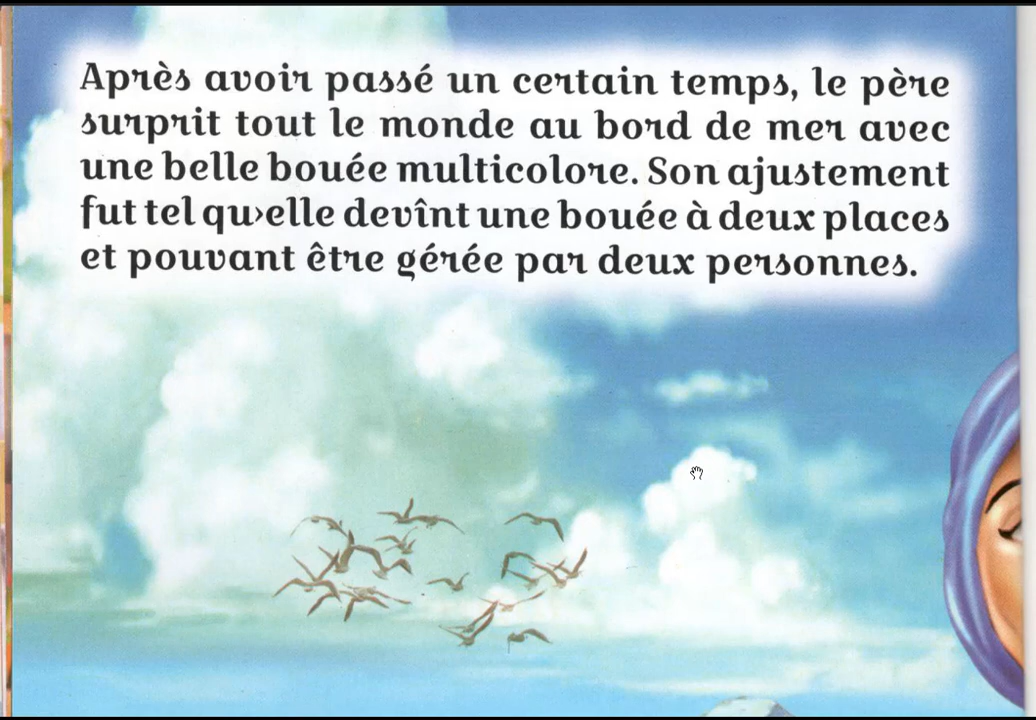 Après avoir passé un certain temps, le père
surprit tout le monde au bord de mer avec
une belle bouée multicolore. Son ajustement
fut tel qu›elle devînt une bouée à deux places
et pouvant être gérée par deux personnes.